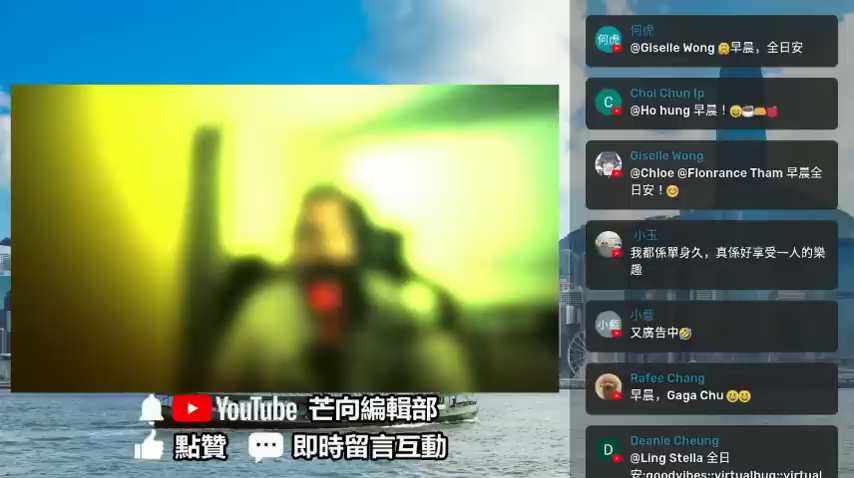 何虎
何虎
@Giselle Wong 早晨，全日安
C
Choi Chun Ip
@Ho hung 早晨！
Giselle Wong
@Chloe @Flonrance Tham 早晨全
日安！
小玉
我都係單身久，真係好享受一人的樂
趣
小藍
小藍
又廣告中
Rafee Chang
早晨，Gaga Chu
D
Deanie Cheung
@Ling Stella 全日
安:goodvibes::virtualhug::virtual
YouTube 芒向編輯部
點贊 即時留言互動